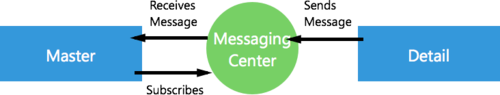 Receives
Message
Sends
Message
Messaging
Center
Master
Detail
Subscribes